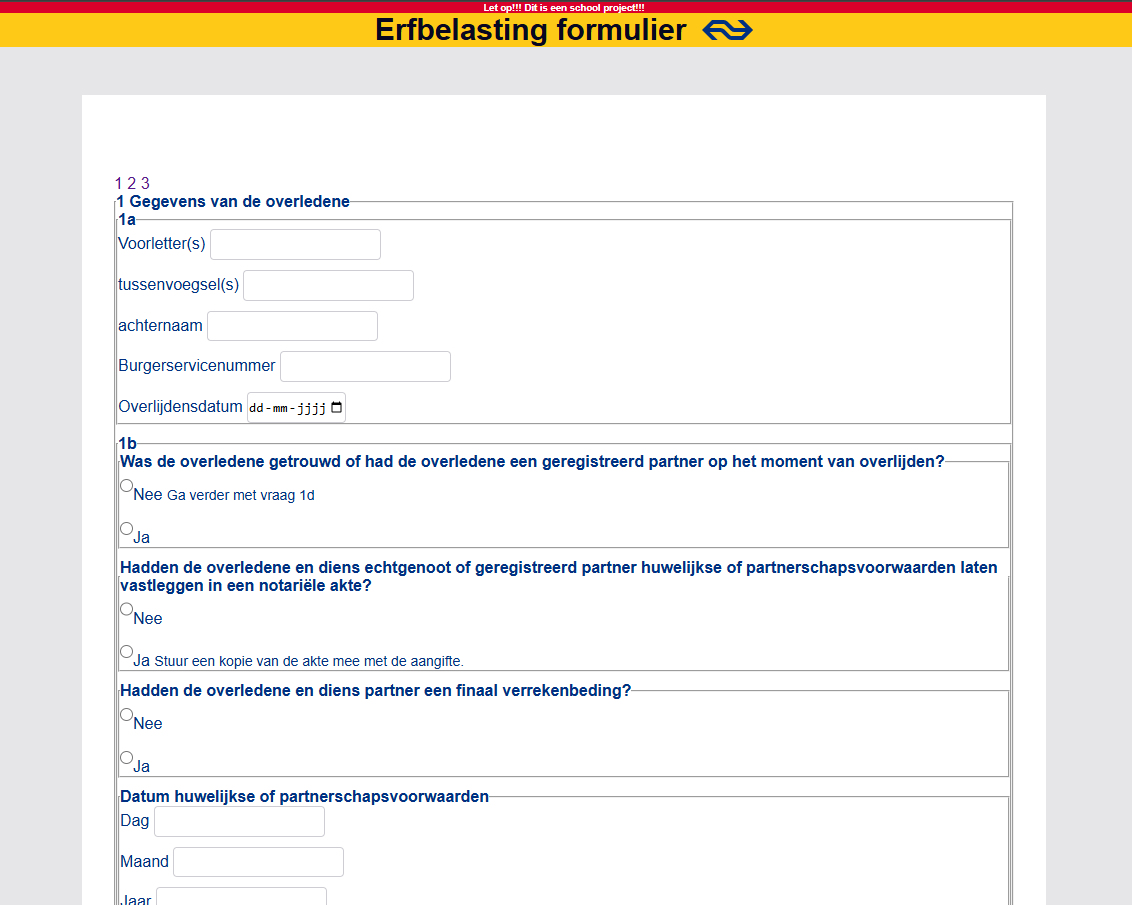 Let op!!! Dit is een school project!!!
Erfbelasting formulier
1 2 3
1 Gegevens van de overledene
1a
Voorletter(s)
tussenvoegsel(s)
achternaam
Burgerservicenummer
Overlijdensdatum dd-mm-jjjj
1b
Was de overledene getrouwd of had de overledene een geregistreerd partner op het moment van overlijden?
Nee Ga verder met vraag 1d
Ja
Hadden de overledene en diens echtgenoot of geregistreerd partner huwelijkse of partnerschapsvoorwaarden laten
vastleggen in een notariële akte?
Nee
Ja Stuur een kopie van de akte mee met de aangifte.
Hadden de overledene en diens partner een finaal verrekenbeding?
Nee
Ja
Datum huwelijkse of partnerschapsvoorwaarden
Dag
Maand
Jaar